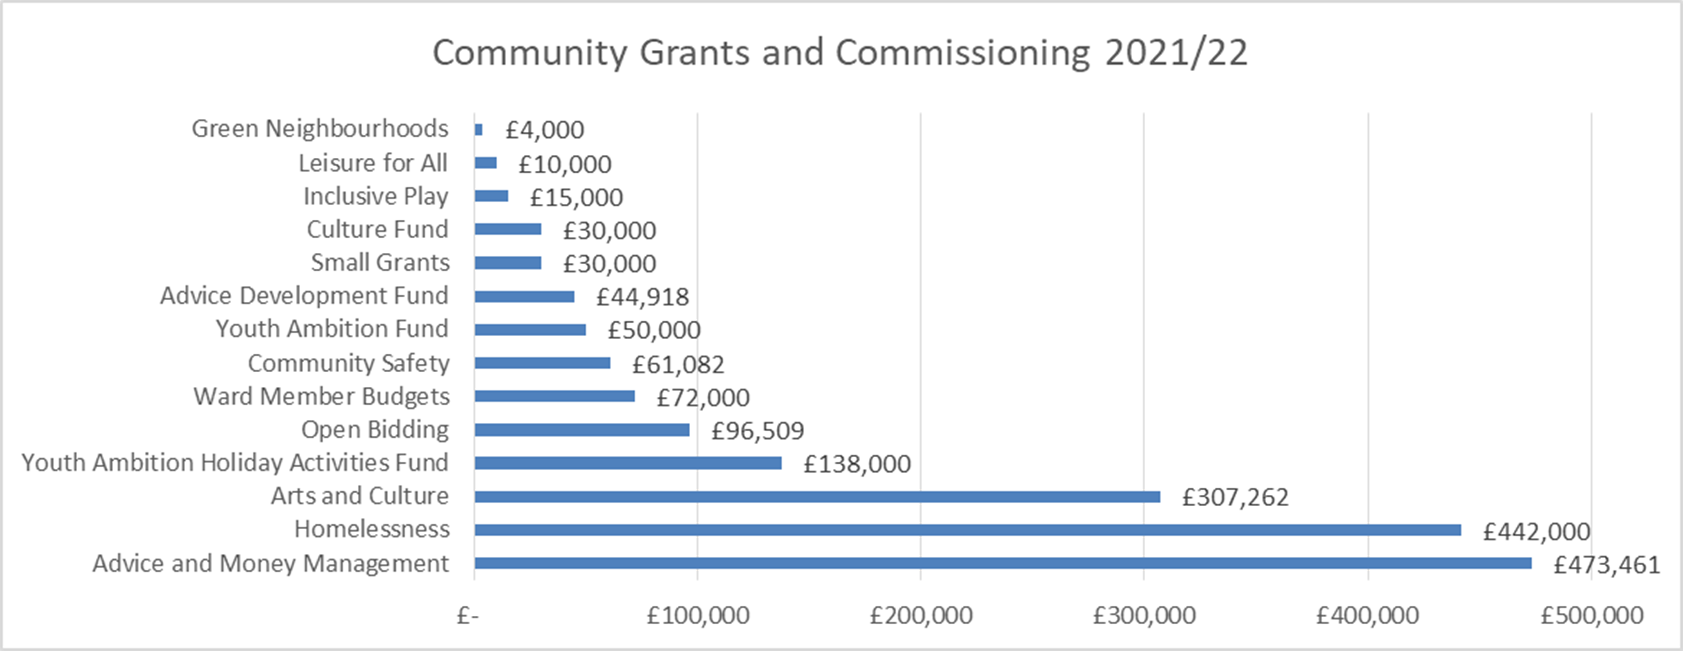 Community Grants and Commissioning 2021/22
Green Neighbourhoods £4,000
Leisure for All £10,000
Inclusive Play £15,000
Culture Fund £30,000
Small Grants £30,000
Advice Development Fund £44,918
Youth Ambition Fund £50,000
Community Safety £61,082
Ward Member Budgets £72,000
Open Bidding £96,509
Youth Ambition Holiday Activities Fund £138,000
Arts and Culture £307,262
Homelessness £442,000
Advice and Money Management £473,461
£- £100,000 £200,000 £300,000 £400,000 £500,000